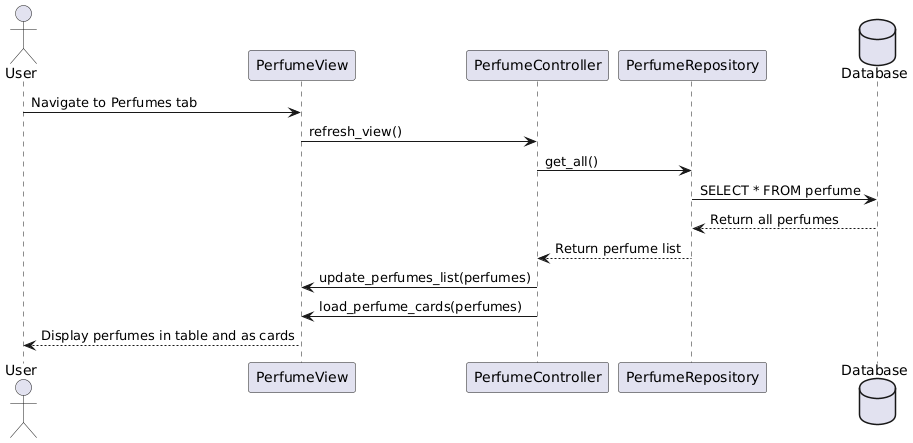 User
PerfumeView
PerfumeController
PerfumeRepository
Database
Navigate to Perfumes tab
refresh_view()
get_all()
SELECT * FROM perfume
Return all perfumes
Return perfume list
update_perfumes_list(perfumes)
load_perfume_cards(perfumes)
Display perfumes in table and as cards
User
PerfumeView
PerfumeController
PerfumeRepository
Database